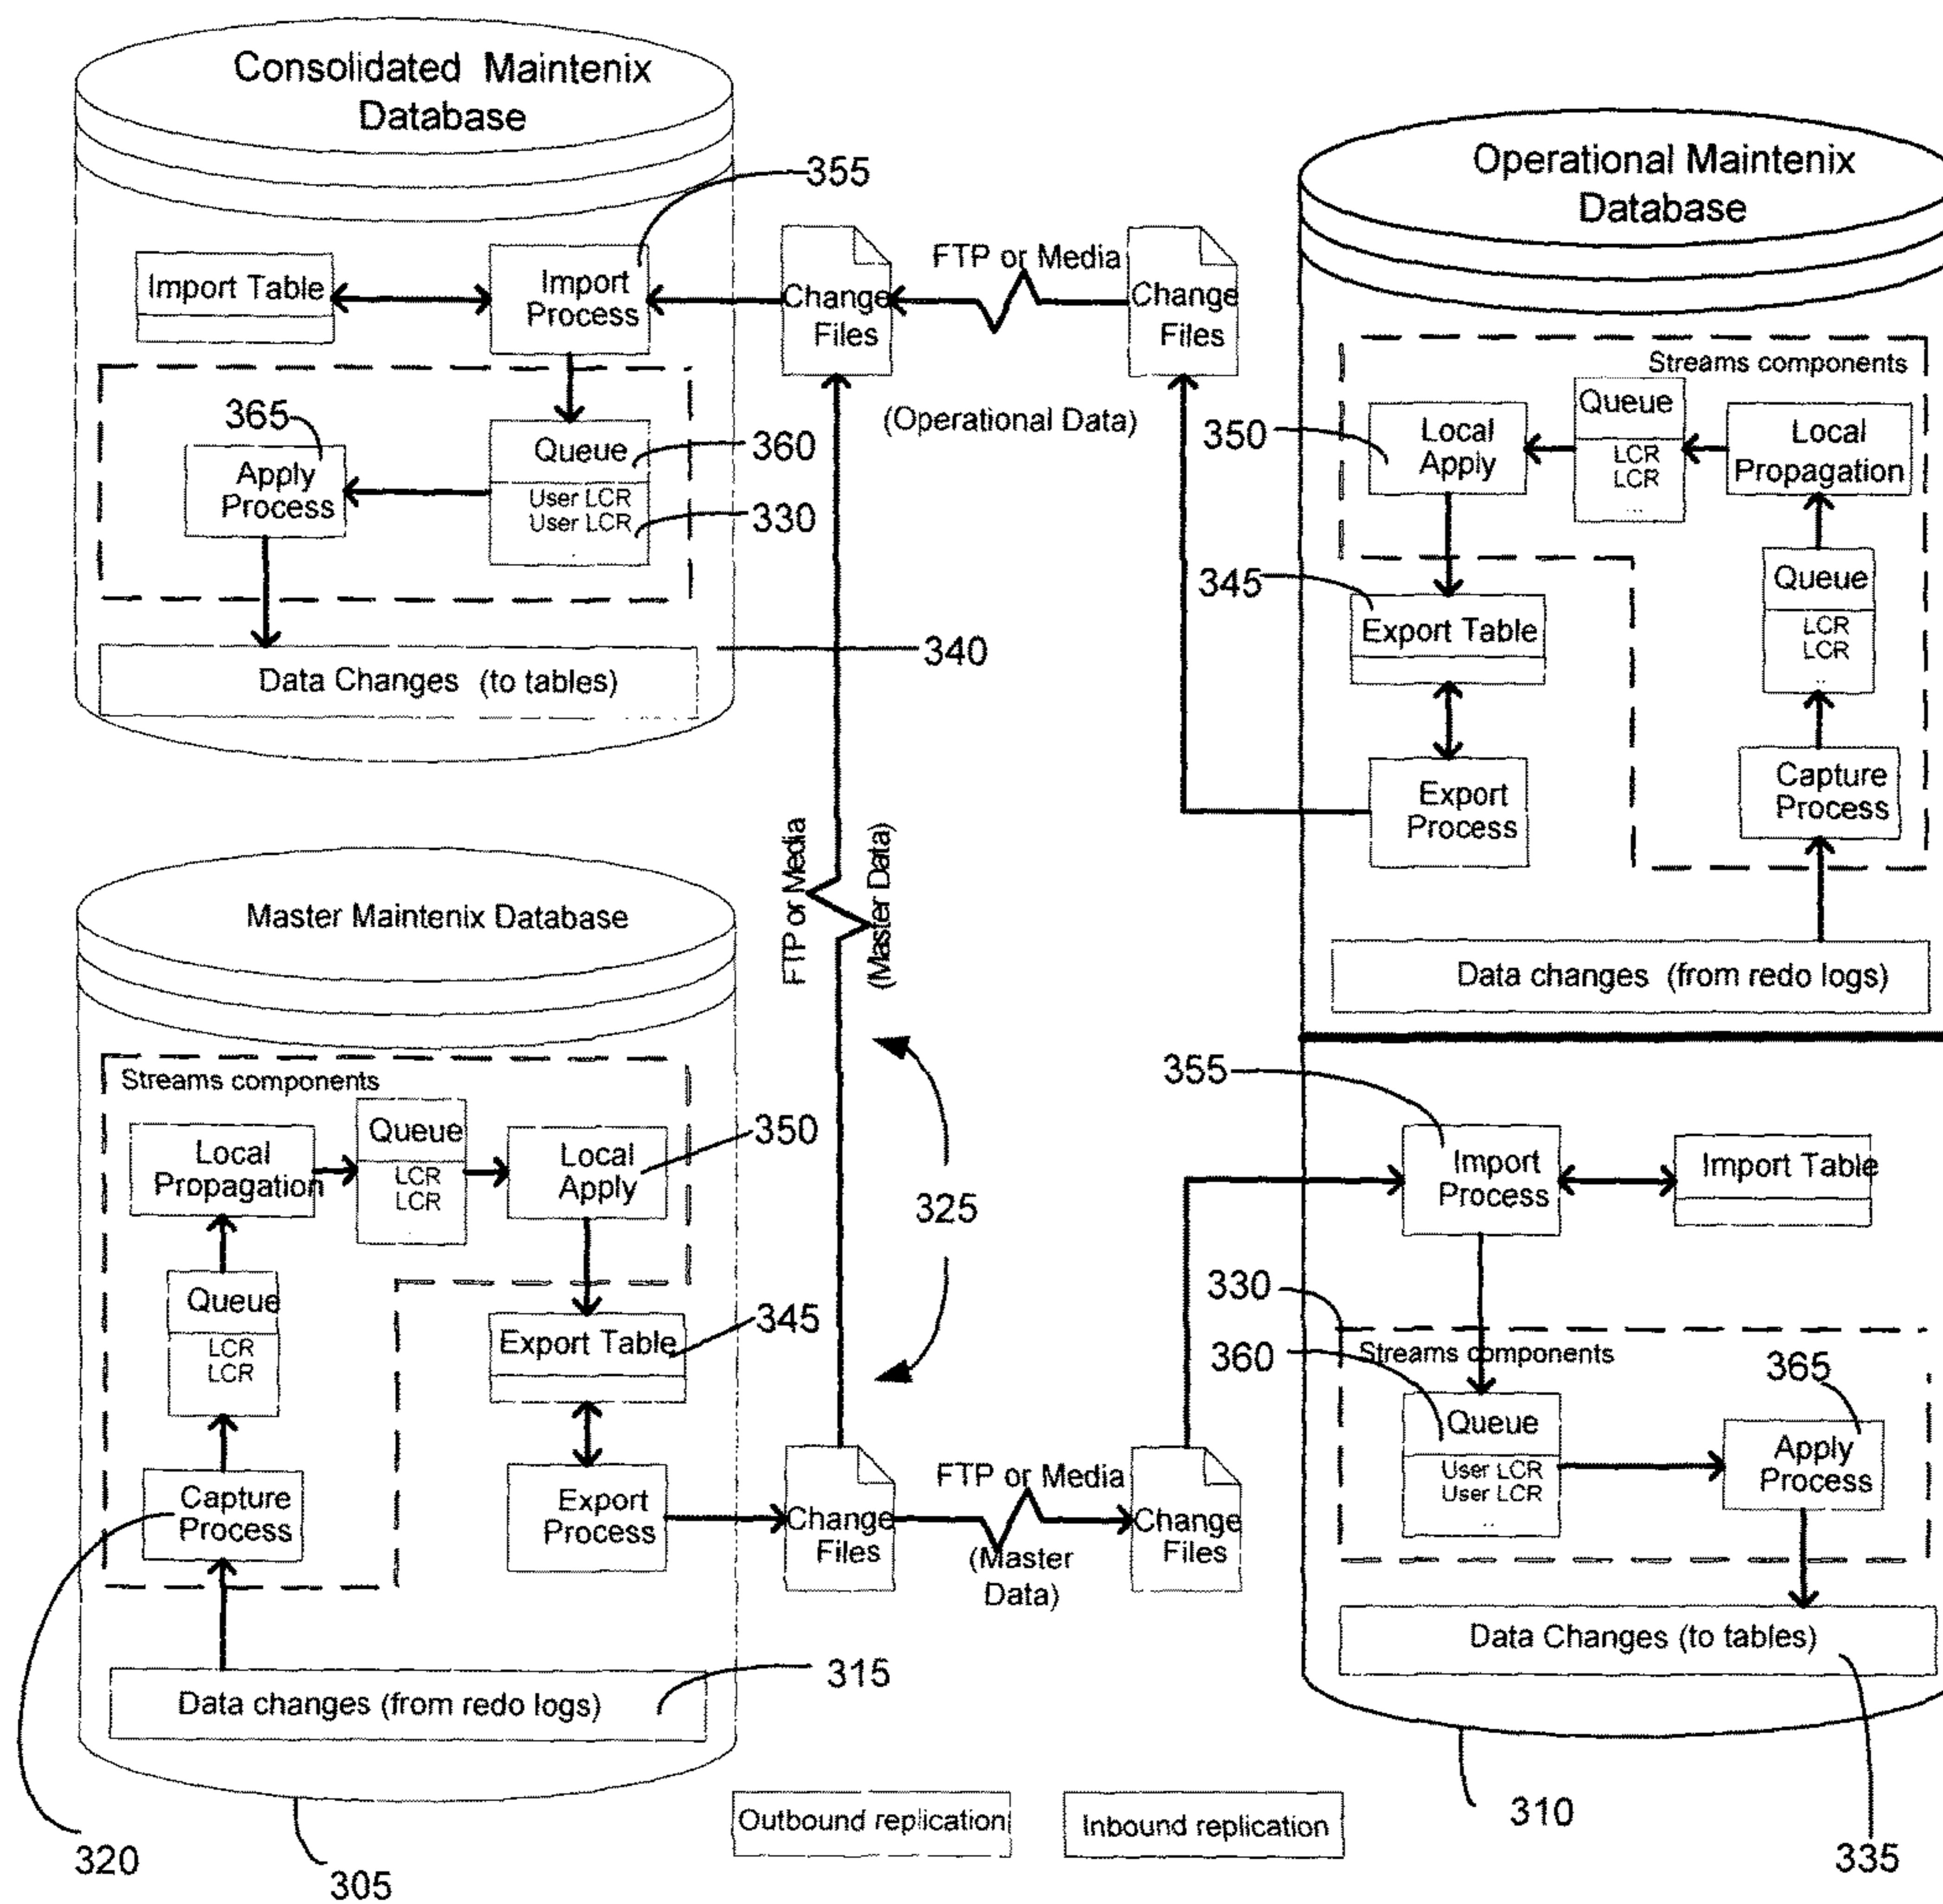 Consolidated Maintenix
Database
355
Import Table
Import
Process
365
Apply
Process
Queue
360
User LCR
User LCR
330
340
Data Changes (to tables)
Change
Files
FTP or Media
Change
Files
(Operational Data)
Operational Maintenix
Database
Streams components
350
Local
Apply
Queue
LCR
LCR
...
Local
Propagation
345
Export Table
Queue
LCR
LCR
..
Export
Process
Capture
Process
Data changes (from redo logs)
FTP or Media
(Master Data)
Master Maintenix Database
Streams components
Local
Propagation
Queue
LCR
LCR
Local
Apply
350
325
Queue
LCR
LCR
Export Table
345
Capture
Process
Export
Process
Change
Files
FTP or Media
(Master
Data)
Change
Files
Data changes (from redo logs)
315
320
305
355
Import
Process
Import Table
330
360
Streams components
365
Queue
User LCR
User LCR
..
Apply
Process
Data Changes (to tables)
310
335
Outbound replication
Inbound replication